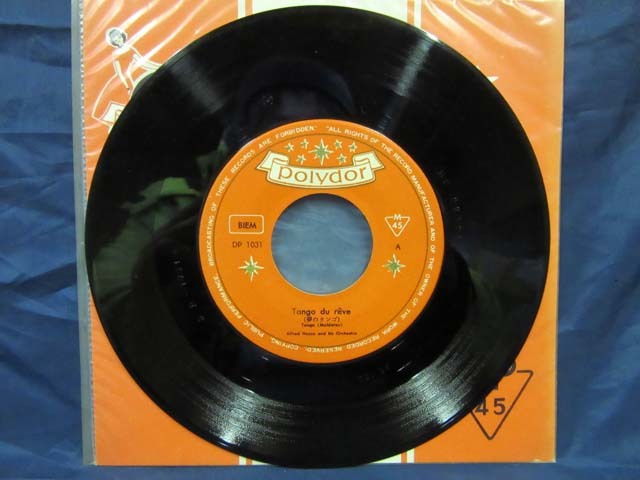 "ALL RIGHTS OF THE RECORD MANUFACTURER AND OF THE OWNER OF THE WORK RECORDED RESERVED. COPYING, PUBLIC PERFORMANCE, BROADCASTING OF THESE RECORDS ARE FORBIDDEN"
Polydor
BIEM
DP 1031
M
45
A
Tango du rêve
(夢のタンゴ)
Tango (Malderen)
Alfred Hause and his Orchestra
45